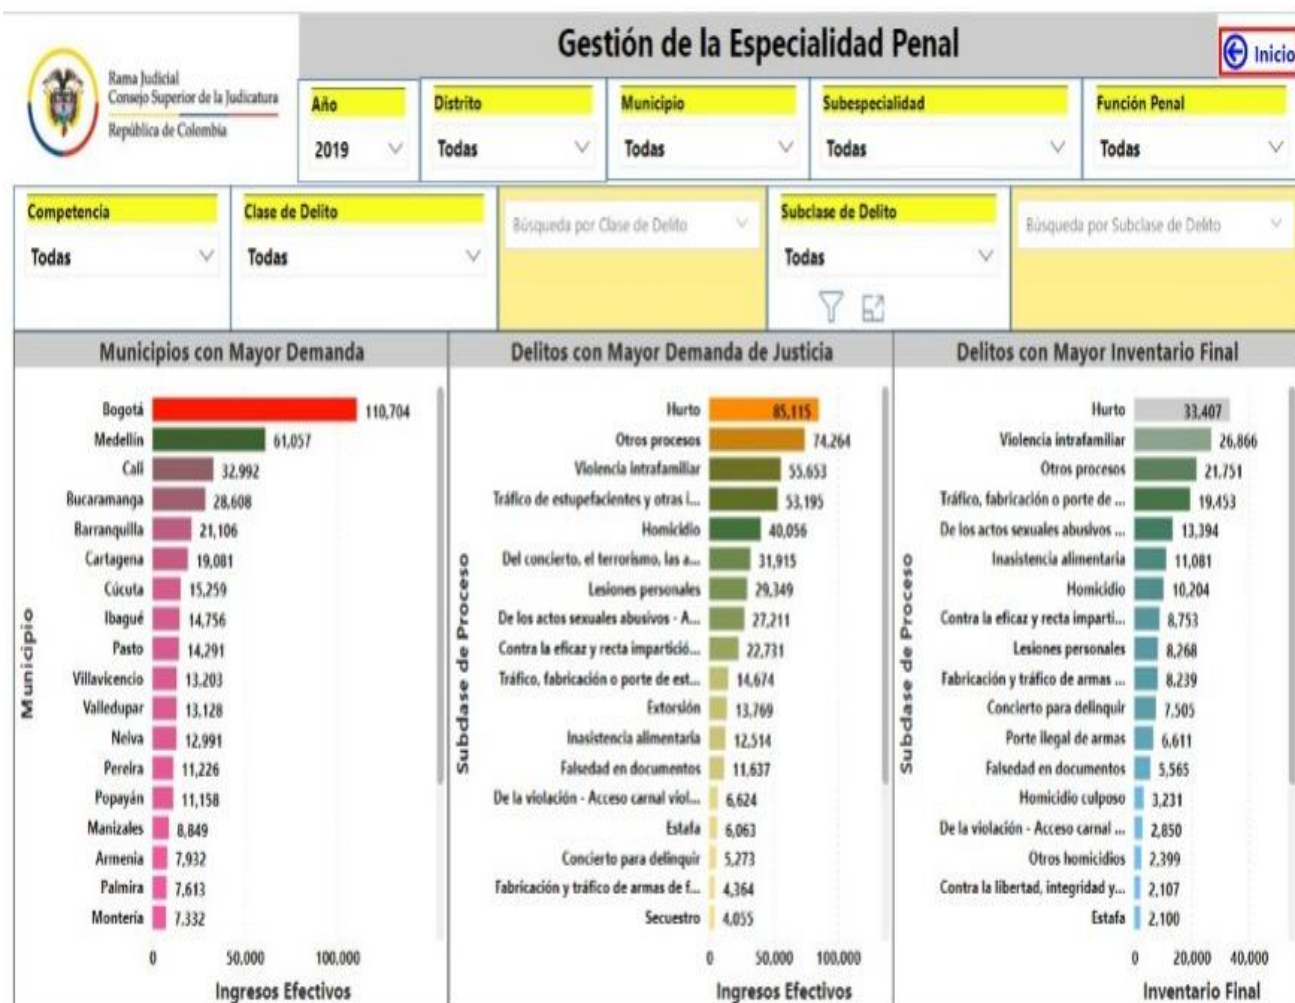 Gestión de la Especialidad Penal
Inicio
Rama Judicial
Consejo Superior de la Judicatura
República de Colombia
Año
2019
Distrito
Todas
Municipio
Todas
Subespecialidad
Todas
Función Penal
Todas
Competencia
Todas
Clase de Delito
Todas
Búsqueda por Clase de Delito
Subclase de Delito
Todas
Búsqueda por Subclase de Delito
Municipios con Mayor Demanda
Municipio
Bogotá 110,704
Medellín 61,057
Cali 32,992
Bucaramanga 28,608
Barranquilla 21,106
Cartagena 19,081
Cúcuta 15,259
Ibagué 14,756
Pasto 14,291
Villavicencio 13,203
Valledupar 13,128
Neiva 12,991
Pereira 11,226
Popayán 11,158
Manizales 8,849
Armenia 7,932
Palmira 7,613
Montería 7.332
0 50,000 100,000
Ingresos Efectivos
Delitos con Mayor Demanda de Justicia
Subclase de Proceso
Hurto 85,115
Otros procesos 74,264
Violencia intrafamiliar 55,653
Tráfico de estupefacientes y otras i... 53,195
Homicidio 40,056
Del concierto, el terrorismo, las a... 31,915
Lesiones personales 29,349
De los actos sexuales abusivos - A... 27,211
Contra la eficaz y recta impartició... 22,731
Tráfico, fabricación o porte de est... 14,674
Extorsión 13,769
Inasistencia alimentaria 12,514
Falsedad en documentos 11,637
De la violación - Acceso carnal viol... 6,624
Estafa 6,063
Concierto para delinquir 5,273
Fabricación y tráfico de armas de f... 4,364
Secuestro 4,055
0 50,000 100,000
Ingresos Efectivos
Delitos con Mayor Inventario Final
Subclase de Proceso
Hurto 33,407
Violencia intrafamiliar 26,866
Otros procesos 21,751
Tráfico, fabricación o porte de ... 19,453
De los actos sexuales abusivos ... 13,394
Inasistencia alimentaria 11,081
Homicidio 10,204
Contra la eficaz y recta imparti... 8,753
Lesiones personales 8,268
Fabricación y tráfico de armas ... 8,239
Concierto para delinquir 7,505
Porte ilegal de armas 6,611
Falsedad en documentos 5,565
Homicidio culposo 3,231
De la violación - Acceso carnal ... 2,850
Otros homicidios 2,399
Contra la libertad, integridad y... 2,107
Estafa 2,100
0 20,000 40,000
Inventario Final